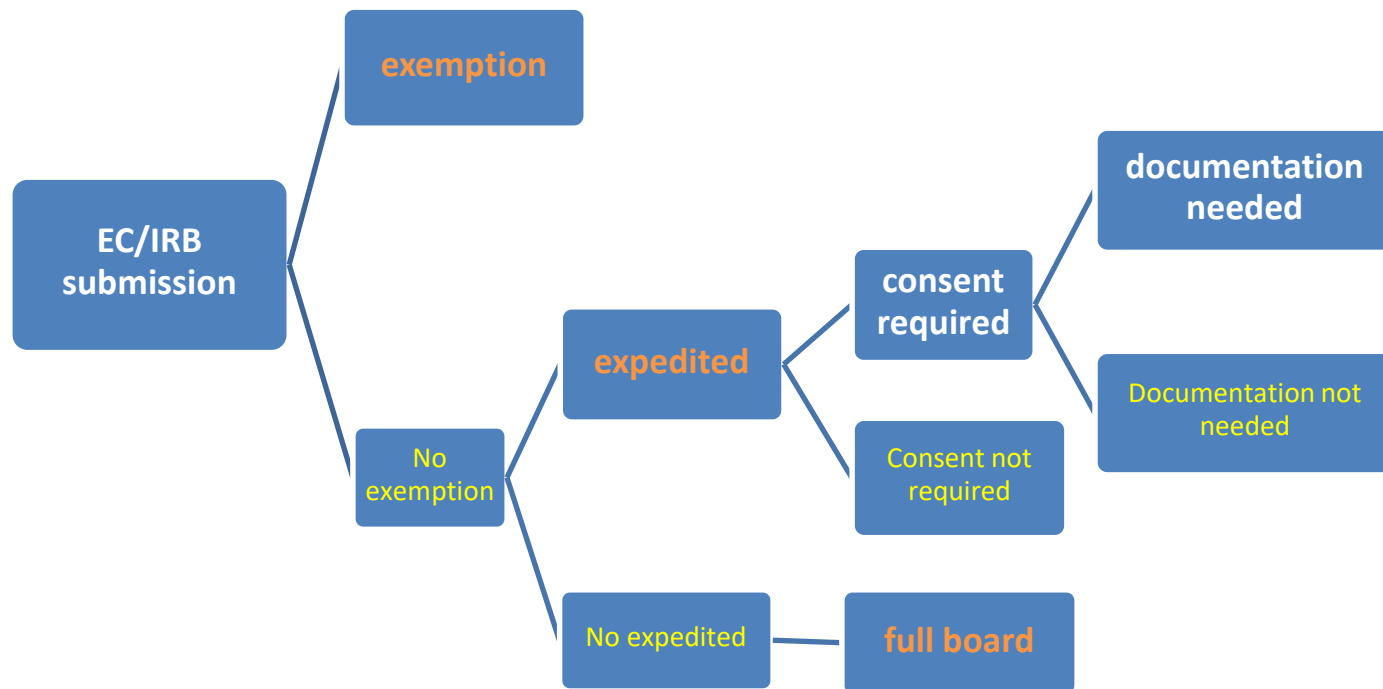 exemption
EC/IRB
submission
documentation
needed
consent
required
expedited
Documentation not
needed
No
exemption
Consent not
required
No expedited
full board